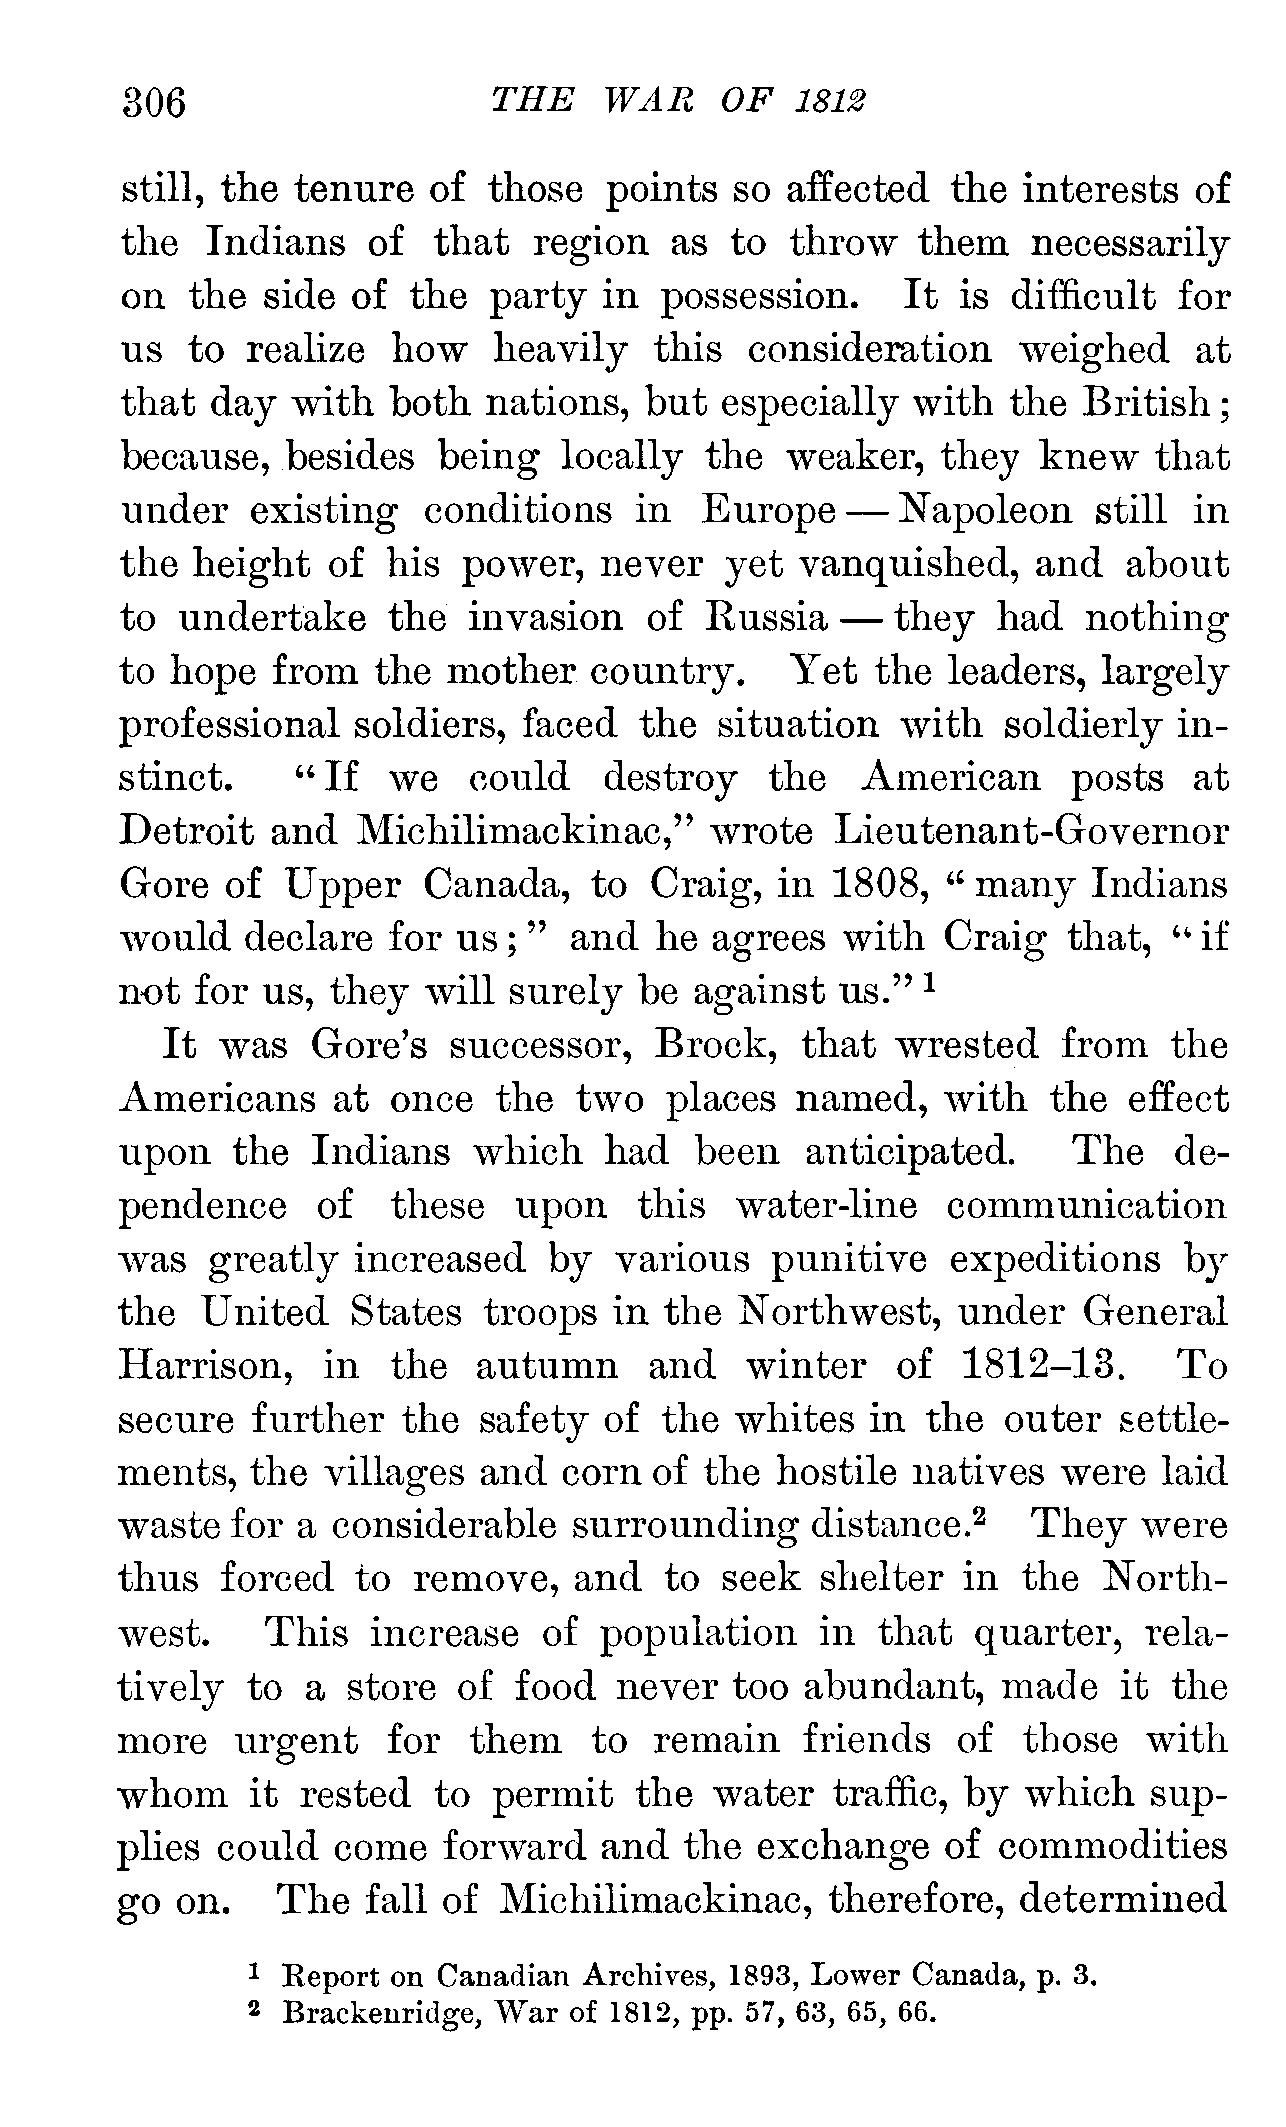 306 THE WAR OF 1812
still, the tenure of those points so affected the interests of
the Indians of that region as to throw them necessarily
on the side of the party in possession. It is difficult for
us to realize how heavily this consideration weighed at
that day with both nations, but especially with the British;
because, besides being locally the weaker, they knew that
under existing conditions in Europe — Napoleon still in
the height of his power, never yet vanquished, and about
to undertake the invasion of Russia — they had nothing
to hope from the mother country. Yet the leaders, largely
professional soldiers, faced the situation with soldierly in-
stinct. “If we could destroy the American posts at
Detroit and Michilimackinac,” wrote Lieutenant-Governor
Gore of Upper Canada, to Craig, in 1808, “many Indians
would declare for us;” and he agrees with Craig that, “if
not for us, they will surely be against us.”¹
It was Gore’s successor, Brock, that wrested from the
Americans at once the two places named, with the effect
upon the Indians which had been anticipated. The de-
pendence of these upon this water-line communication
was greatly increased by various punitive expeditions by
the United States troops in the Northwest, under General
Harrison, in the autumn and winter of 1812–13. To
secure further the safety of the whites in the outer settle-
ments, the villages and corn of the hostile natives were laid
waste for a considerable surrounding distance.² They were
thus forced to remove, and to seek shelter in the North-
west. This increase of population in that quarter, rela-
tively to a store of food never too abundant, made it the
more urgent for them to remain friends of those with
whom it rested to permit the water traffic, by which sup-
plies could come forward and the exchange of commodities
go on. The fall of Michilimackinac, therefore, determined
¹ Report on Canadian Archives, 1893, Lower Canada, p. 3.
² Brackenridge, War of 1812, pp. 57, 63, 65, 66.